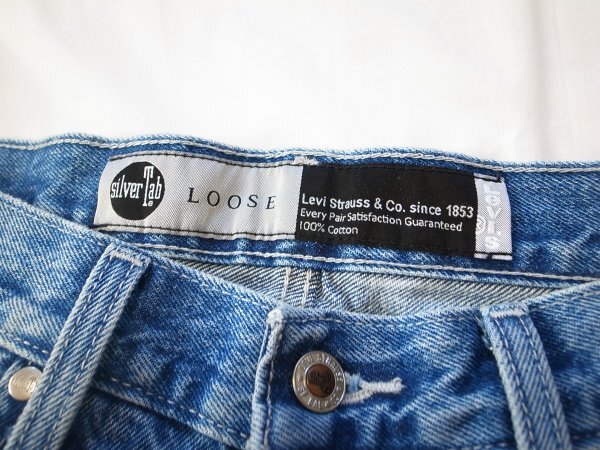 silver Tab
LOOSE
Levi Strauss & Co. since 1853
Every Pair Satisfaction Guaranteed
100% Cotton
LEVI'S
®